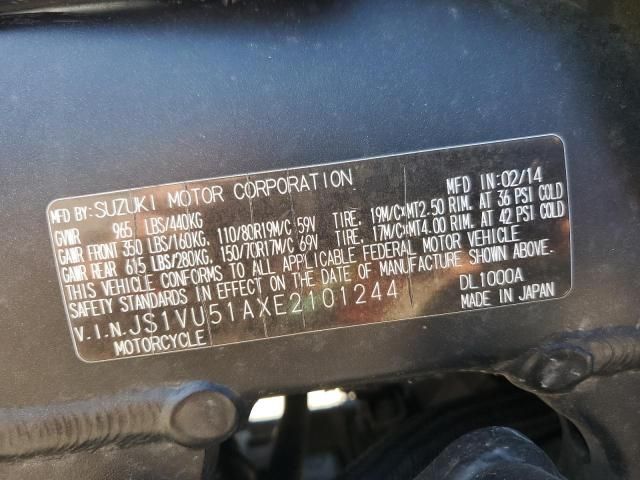 MFD BY:SUZUKI MOTOR CORPORATION MFD IN:02/14
GVWR 965 LBS/440KG
GAWR FRONT 350 LBS/160KG, 110/80R19M/C 59V TIRE, 19M/C×MT2.50 RIM. AT 36 PSI COLD
GAWR REAR 615 LBS/280KG, 150/70R17M/C 69V TIRE, 17M/C×MT4.00 RIM. AT 42 PSI COLD
THIS VEHICLE CONFORMS TO ALL APPLICABLE FEDERAL MOTOR VEHICLE
SAFETY STANDARDS IN EFFECT ON THE DATE OF MANUFACTURE SHOWN ABOVE.
V.I.N.JS1VU51AXE2101244 DL1000A
MOTORCYCLE MADE IN JAPAN